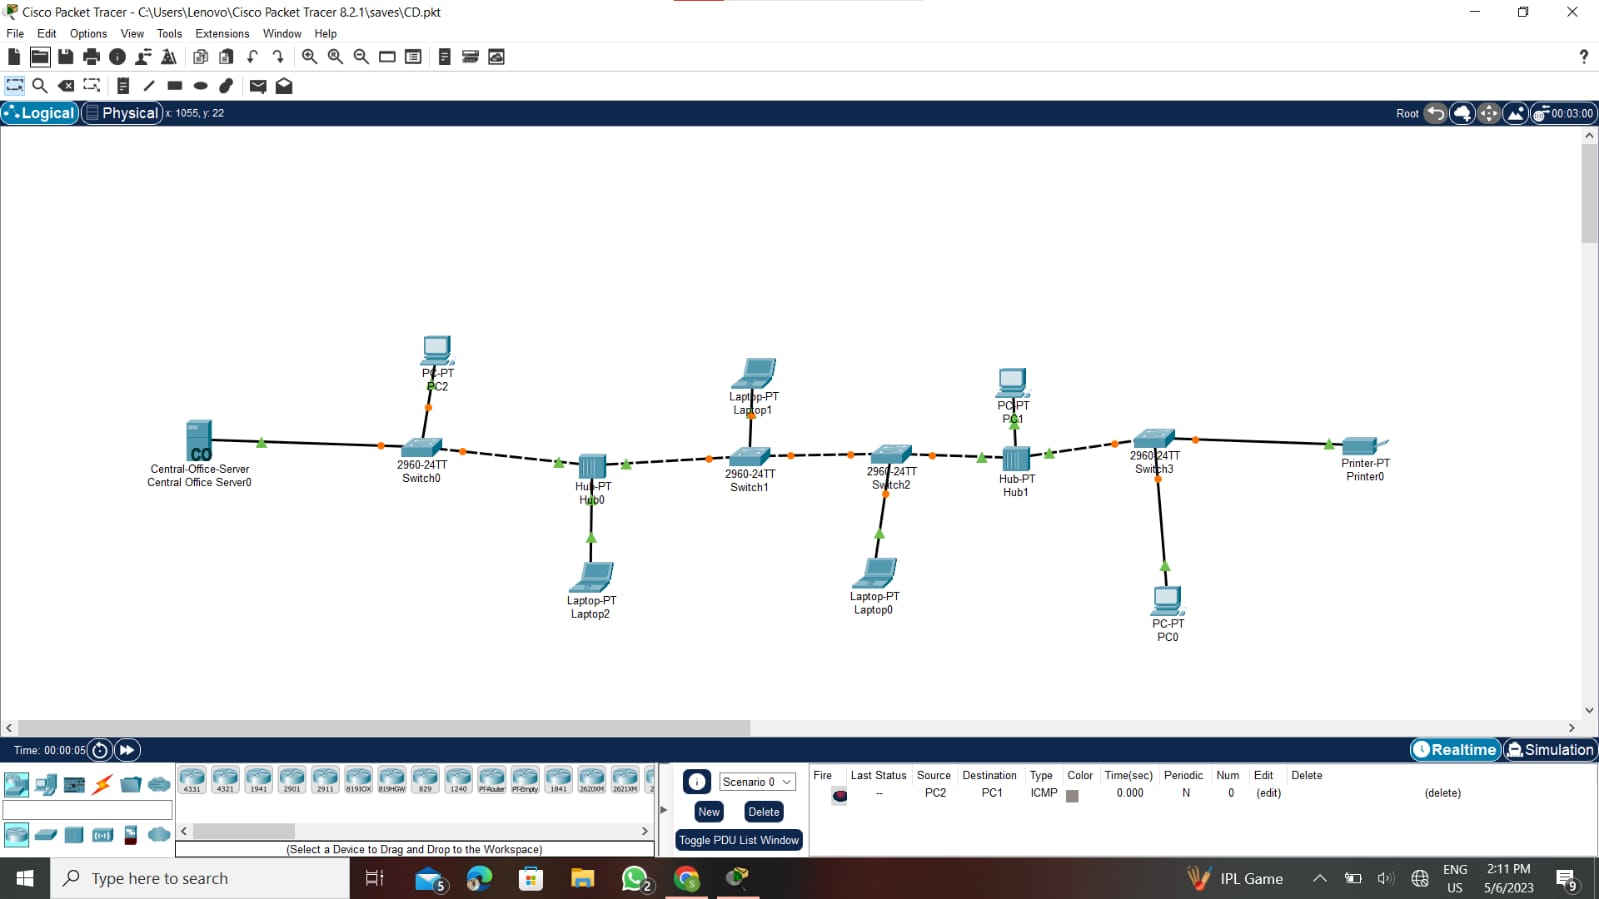 Cisco Packet Tracer - C:\Users\Lenovo\Cisco Packet Tracer 8.2.1\saves\CD.pkt
File Edit Options View Tools Extensions Window Help
?
Logical Physical x: 1055, y: 22 Root 00:03:00
PC-PT
PC2
Laptop-PT
Laptop1
PC-PT
PC1
CO
Central-Office-Server
Central Office Server0
2960-24TT
Switch0
Hub-PT
Hub0
2960-24TT
Switch1
2960-24TT
Switch2
Hub-PT
Hub1
2960-24TT
Switch3
Printer-PT
Printer0
Laptop-PT
Laptop2
Laptop-PT
Laptop0
PC-PT
PC0
Time: 00:00:05 Realtime Simulation
4331 4321 1941 2901 2911 819IOX 819HGW 829 1240 PT-Router PT-Empty 1841 2620XM 2621XM 2
(Select a Device to Drag and Drop to the Workspace)
Scenario 0
New Delete
Toggle PDU List Window
Fire Last Status Source Destination Type Color Time(sec) Periodic Num Edit Delete
-- PC2 PC1 ICMP 0.000 N 0 (edit) (delete)
Type here to search
5
2
IPL Game
ENG
US
2:11 PM
5/6/2023
9